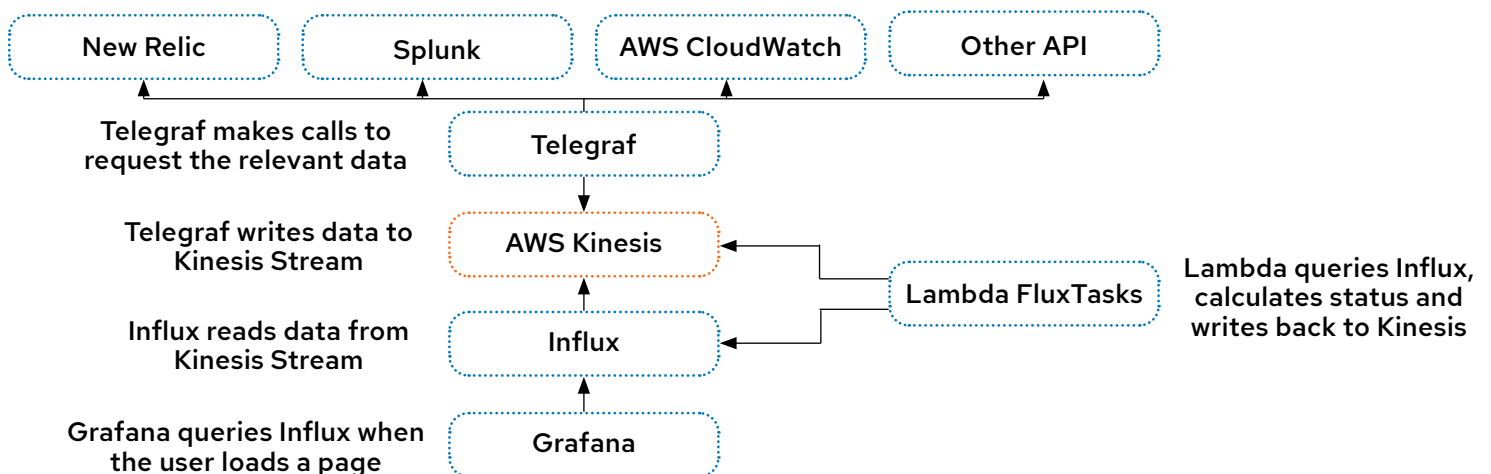 New Relic
Splunk
AWS CloudWatch
Other API
Telegraf makes calls to
request the relevant data
Telegraf
Telegraf writes data to
Kinesis Stream
AWS Kinesis
Lambda FluxTasks
Lambda queries Influx,
calculates status and
writes back to Kinesis
Influx reads data from
Kinesis Stream
Influx
Grafana queries Influx when
the user loads a page
Grafana